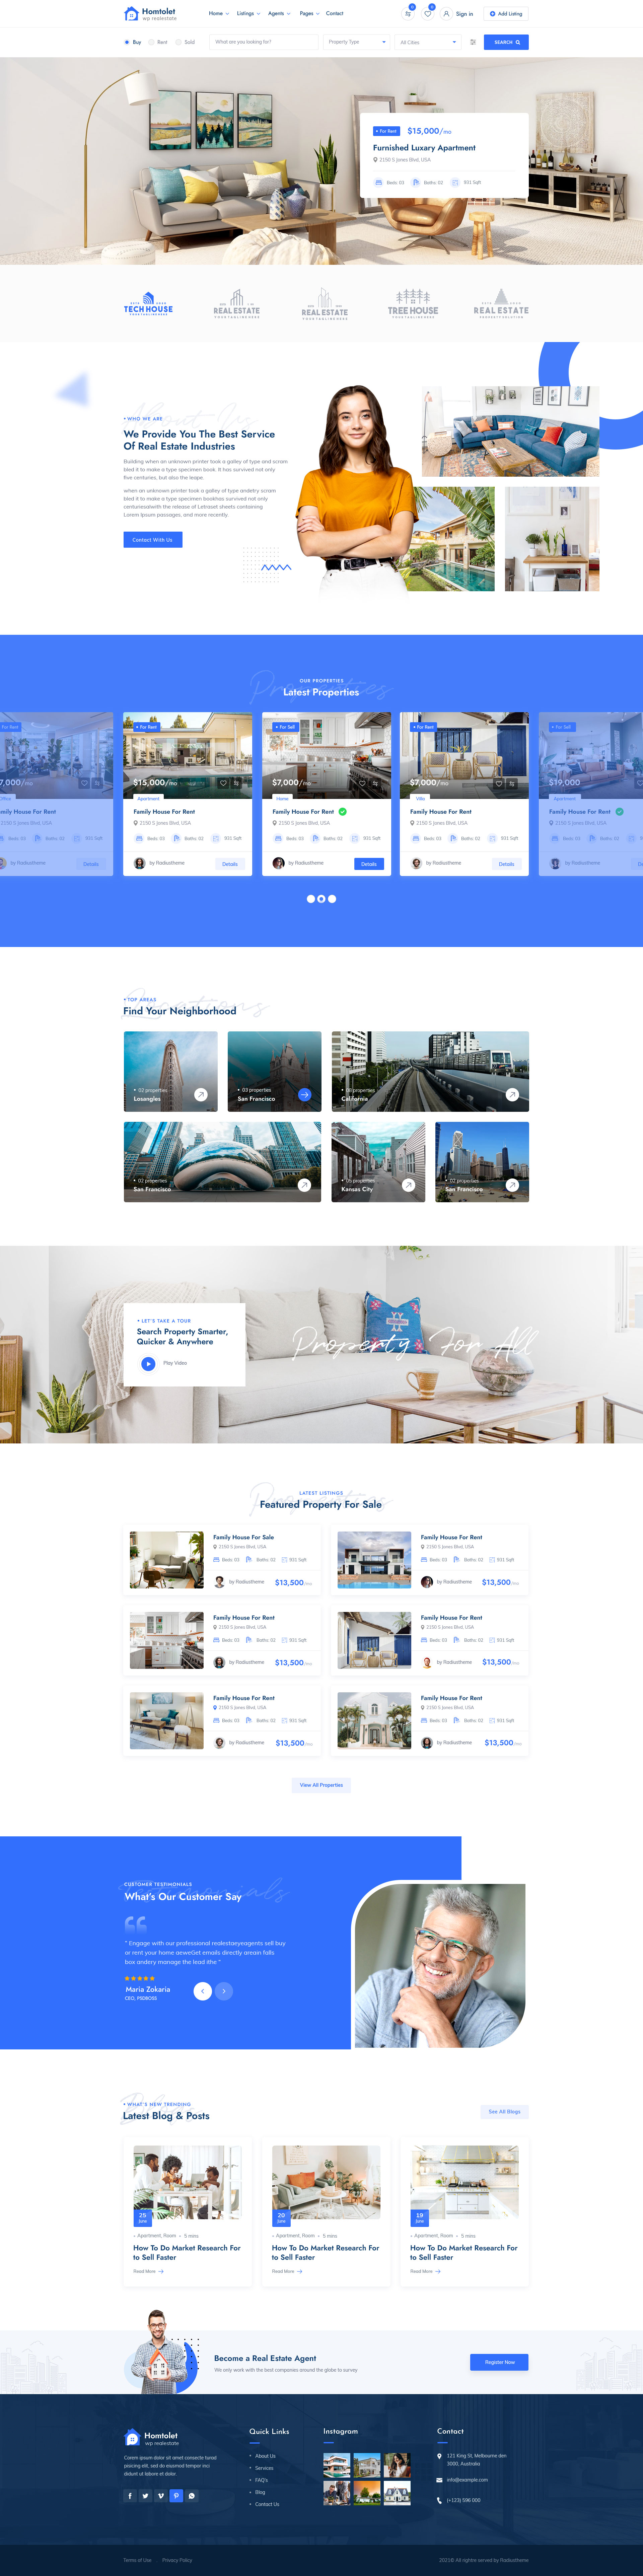 Homtolet
wp realestate
Home
Listings
Agents
Pages
Contact
0
0
Sign in
Add Listing
Buy
Rent
Sold
What are you looking for?
Property Type
All Cities
SEARCH
For Rent
$15,000/mo
Furnished Luxury Apartment
2150 S Jones Blvd, USA
Beds: 03
Baths: 02
931 Sqft
TECH HOUSE
YOUR TAGLINE HERE
REAL ESTATE
YOUR TAGLINE HERE
REAL ESTATE
YOUR TAGLINE HERE
TREE HOUSE
YOUR TAGLINE HERE
REAL ESTATE
WHO WE ARE
We Provide You The Best Service
Of Real Estate Industries
Building when an unknown printer took a galley of type and scram
bled it to make a type specimen book. It has survived not only
five centuries, but also the leape.
when an unknown printer took a galley of type andetry scram
bled it to make a type specimen bookhas survived not only
centuriesalwith the release of Letraset sheets containing
Lorem Ipsum passages, and more recently.
Contact With Us
OUR PROPERTIES
Properties
Latest Properties
For Rent
7,000/mo
Office
amily House For Rent
2150 S Jones Blvd, USA
Beds: 03
Baths: 02
931 Sqft
by Radiustheme
Details
For Rent
$15,000/mo
Apartment
Family House For Rent
2150 S Jones Blvd, USA
Beds: 03
Baths: 02
931 Sqft
by Radiustheme
Details
For Sell
$7,000/mo
Home
Family House For Rent
2150 S Jones Blvd, USA
Beds: 03
Baths: 02
931 Sqft
by Radiustheme
Details
For Rent
$7,000/mo
Villa
Family House For Rent
2150 S Jones Blvd, USA
Beds: 03
Baths: 02
931 Sqft
by Radiustheme
Details
For Sell
$19,000
Apartment
Family House For Rent
2150 S Jones Blvd, USA
Beds: 03
Baths: 02
by Radiustheme
TOP AREAS
Find Your Neighborhood
02 properties
Losangles
03 properties
San Francisco
08 properties
California
02 properties
San Francisco
05 properties
Kansas City
02 properties
San Francisco
LET'S TAKE A TOUR
Search Property Smarter,
Quicker & Anywhere
Play Video
Property For All
LATEST LISTINGS
Properties
Featured Property For Sale
Family House For Sale
2150 S Jones Blvd, USA
Beds: 03
Baths: 02
931 Sqft
by Radiustheme
$13,500/mo
Family House For Rent
2150 S Jones Blvd, USA
Beds: 03
Baths: 02
931 Sqft
by Radiustheme
$13,500/mo
Family House For Rent
2150 S Jones Blvd, USA
Beds: 03
Baths: 02
931 Sqft
by Radiustheme
$13,500/mo
Family House For Rent
2150 S Jones Blvd, USA
Beds: 03
Baths: 02
931 Sqft
by Radiustheme
$13,500/mo
Family House For Rent
2150 S Jones Blvd, USA
Beds: 03
Baths: 02
931 Sqft
by Radiustheme
$13,500/mo
Family House For Rent
2150 S Jones Blvd, USA
Beds: 03
Baths: 02
931 Sqft
by Radiustheme
$13,500/mo
View All Properties
CUSTOMER TESTIMONIALS
Testimonials
What's Our Customer Say
" Engage with our professional realestaeyeagents sell buy
or rent your home aeweGet emails directly areain falls
box andery manage the lead ithe "
Maria Zokaria
CEO, PSDBOSS
WHAT'S NEW TRENDING
Latest Blog & Posts
See All Blogs
25
June
Apartment, Room
5 mins
How To Do Market Research For
to Sell Faster
Read More
20
June
Apartment, Room
5 mins
How To Do Market Research For
to Sell Faster
Read More
19
June
Apartment, Room
5 mins
How To Do Market Research For
to Sell Faster
Read More
Become a Real Estate Agent
We only work with the best companies around the globe to survey
Register Now
Homtolet
wp realestate
Lorem ipsum dolor sit amet consecte turad
piscing elit, sed do eiusmod tempor inci
didunt ut labore et dolor
Quick Links
About Us
Services
FAQ's
Blog
Contact Us
Instagram
Contact
121 King St, Melbourne den
3000, Australia
info@example.com
(+123) 596 000
Terms of Use
Privacy Policy
2021© All rightre served by Radiustheme